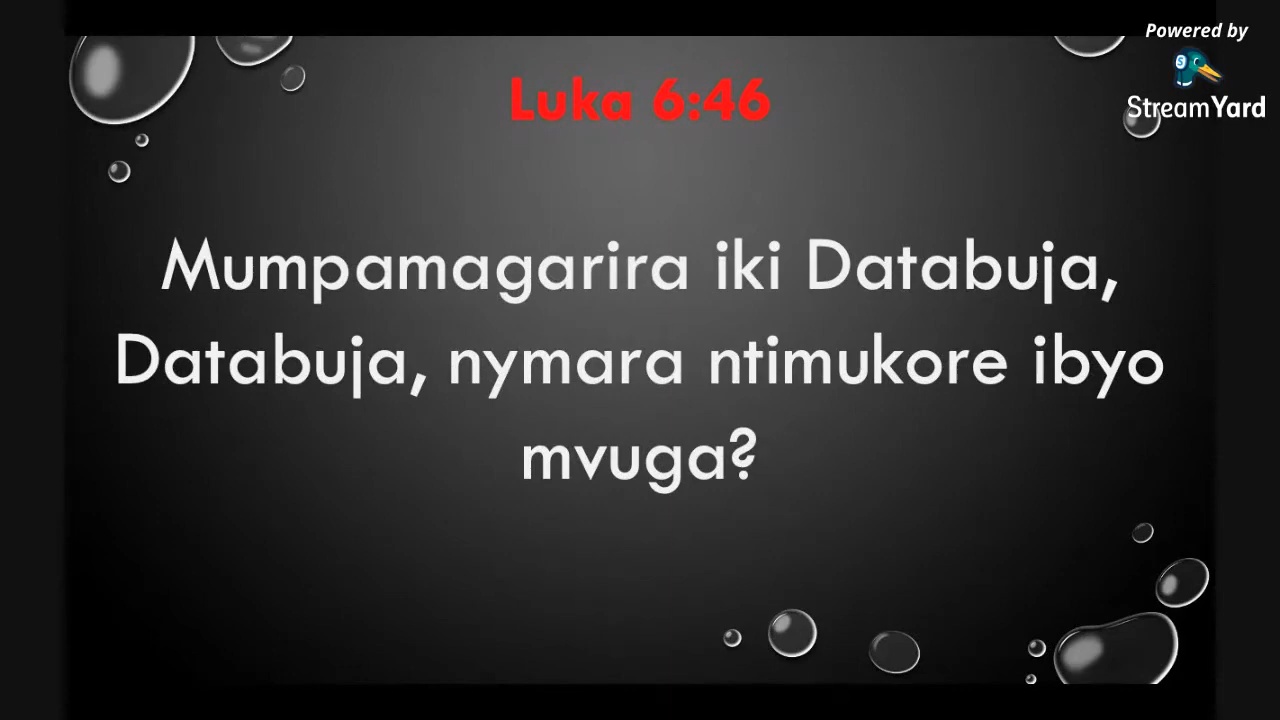 Powered by
StreamYard
Luka 6:46
Mumpamagarira iki Databuja,
Databuja, nymara ntimukore ibyo
mvuga?